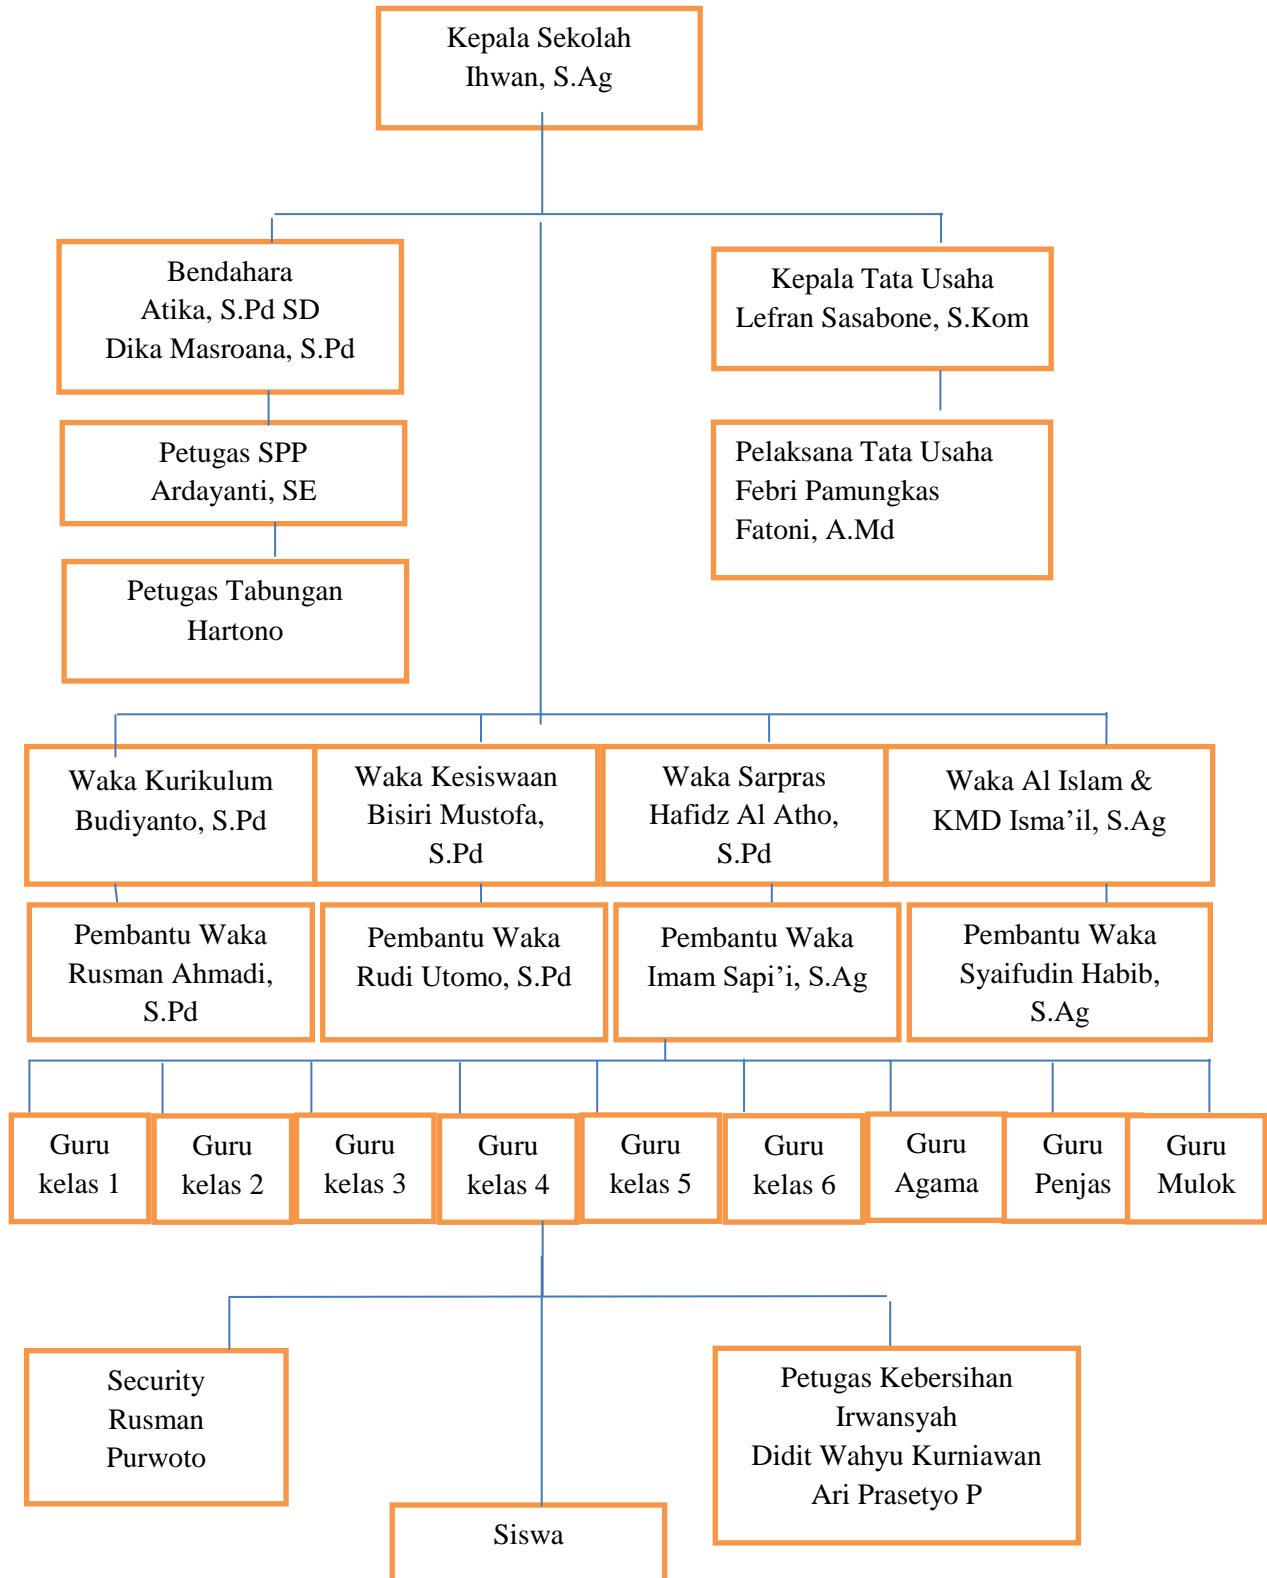 Kepala Sekolah
Ihwan, S.Ag
Bendahara
Atika, S.Pd SD
Dika Masroana, S.Pd
Kepala Tata Usaha
Lefran Sasabone, S.Kom
Petugas SPP
Ardayanti, SE
Pelaksana Tata Usaha
Febri Pamungkas
Fatoni, A.Md
Petugas Tabungan
Hartono
Waka Kurikulum
Budiyanto, S.Pd
Waka Kesiswaan
Bisiri Mustofa,
S.Pd
Waka Sarpras
Hafidz Al Atho,
S.Pd
Waka Al Islam &
KMD Isma’il, S.Ag
Pembantu Waka
Rusman Ahmadi,
S.Pd
Pembantu Waka
Rudi Utomo, S.Pd
Pembantu Waka
Imam Sapi’i, S.Ag
Pembantu Waka
Syaifudin Habib,
S.Ag
Guru
kelas 1
Guru
kelas 2
Guru
kelas 3
Guru
kelas 4
Guru
kelas 5
Guru
kelas 6
Guru
Agama
Guru
Penjas
Guru
Mulok
Security
Rusman
Purwoto
Petugas Kebersihan
Irwansyah
Didit Wahyu Kurniawan
Ari Prasetyo P
Siswa